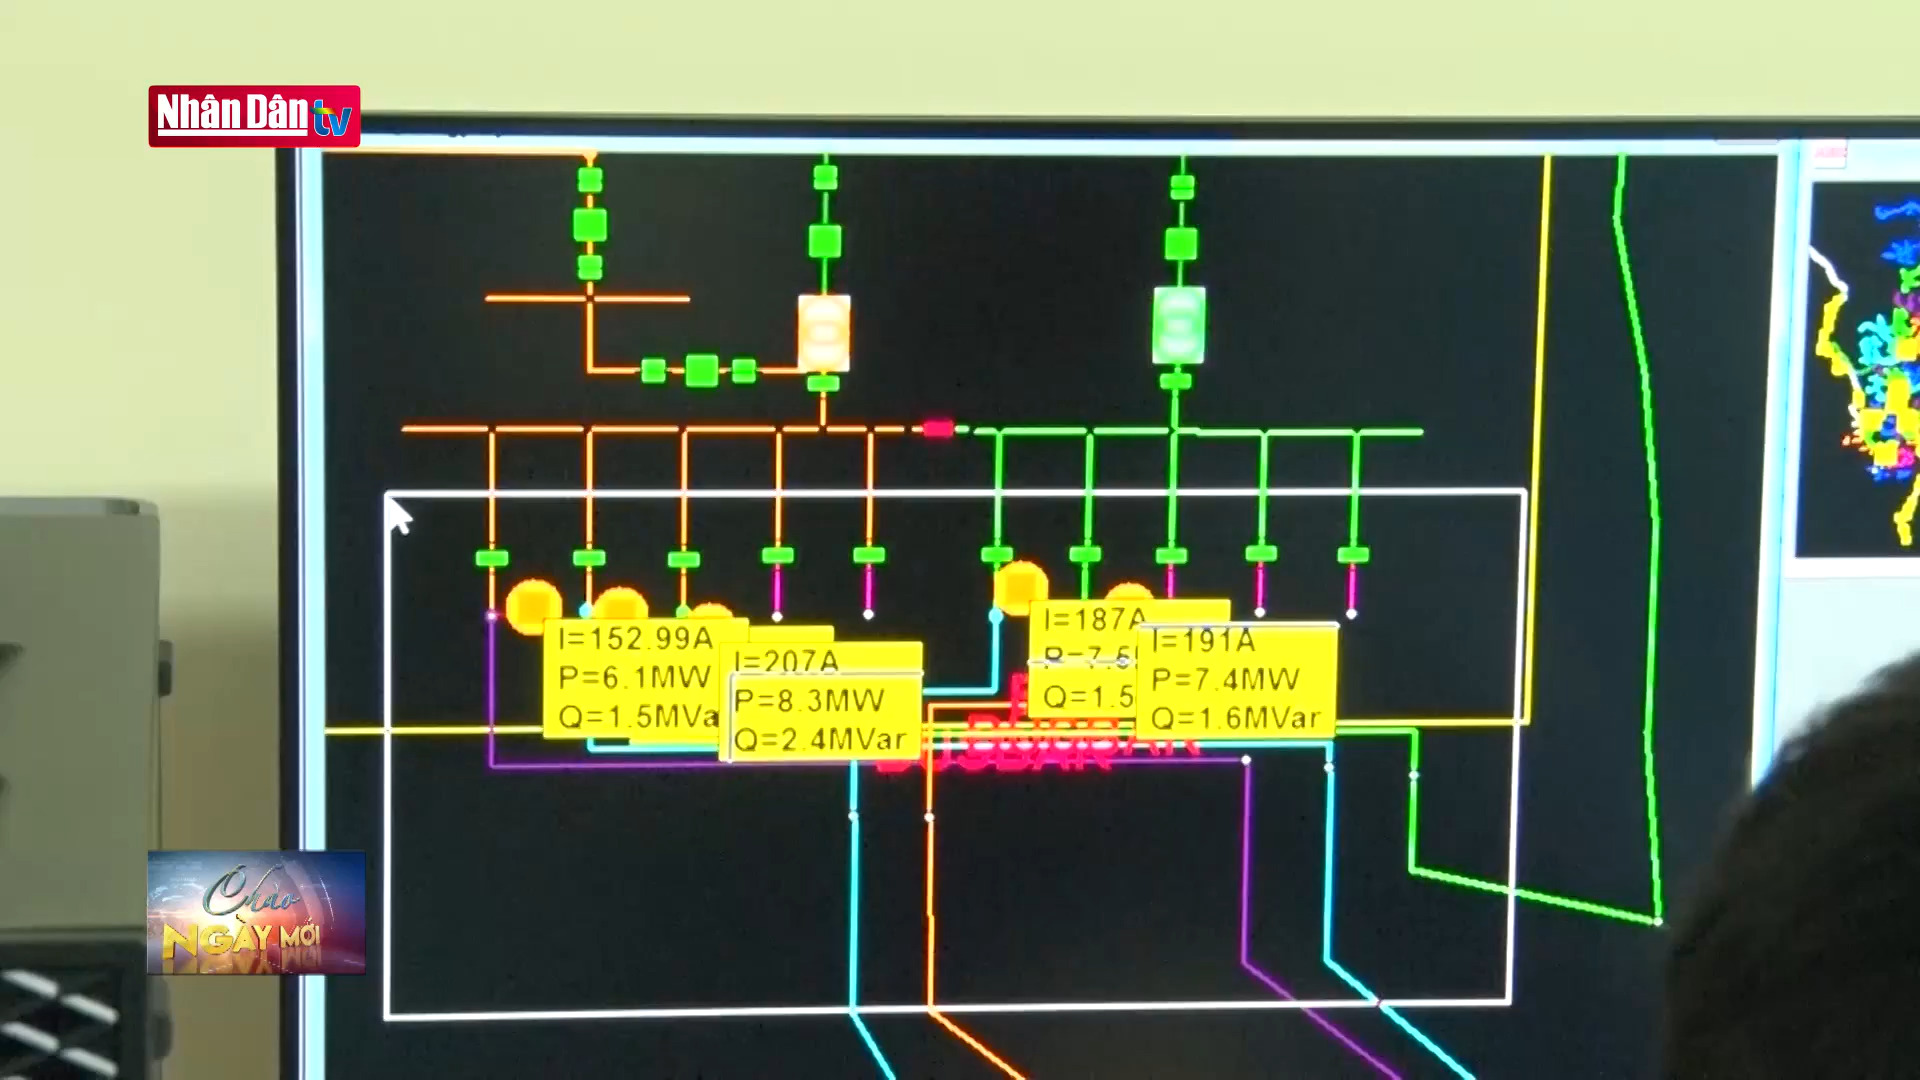 Nhân Dân tv
I=152.99A
P=6.1MW
Q=1.5MVa
I=207A
P=8.3MW
Q=2.4MVar
I=187A
Q=1.5
I=191A
P=7.4MW
Q=1.6MVar
BUSBAR
Chào
NGÀY MỚI